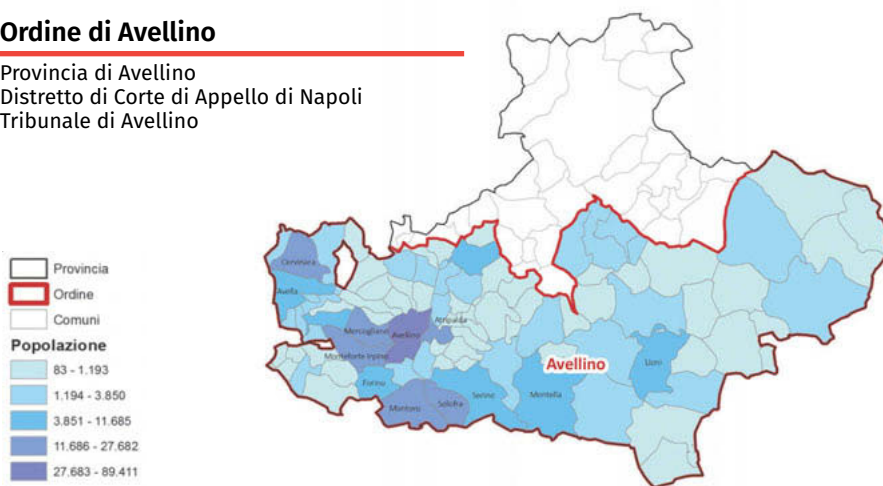 Ordine di Avellino
Provincia di Avellino
Distretto di Corte di Appello di Napoli
Tribunale di Avellino
Provincia
Ordine
Comuni
Popolazione
83 - 1.193
1.194 - 3.850
3.851 - 11.685
11.686 - 27.682
27.683 - 89.411
Cervinara
Avella
Mercogliano
Avellino
Atripalda
Monteforte Irpino
Forino
Montoro
Solofra
Serino
Montella
Lioni
Avellino